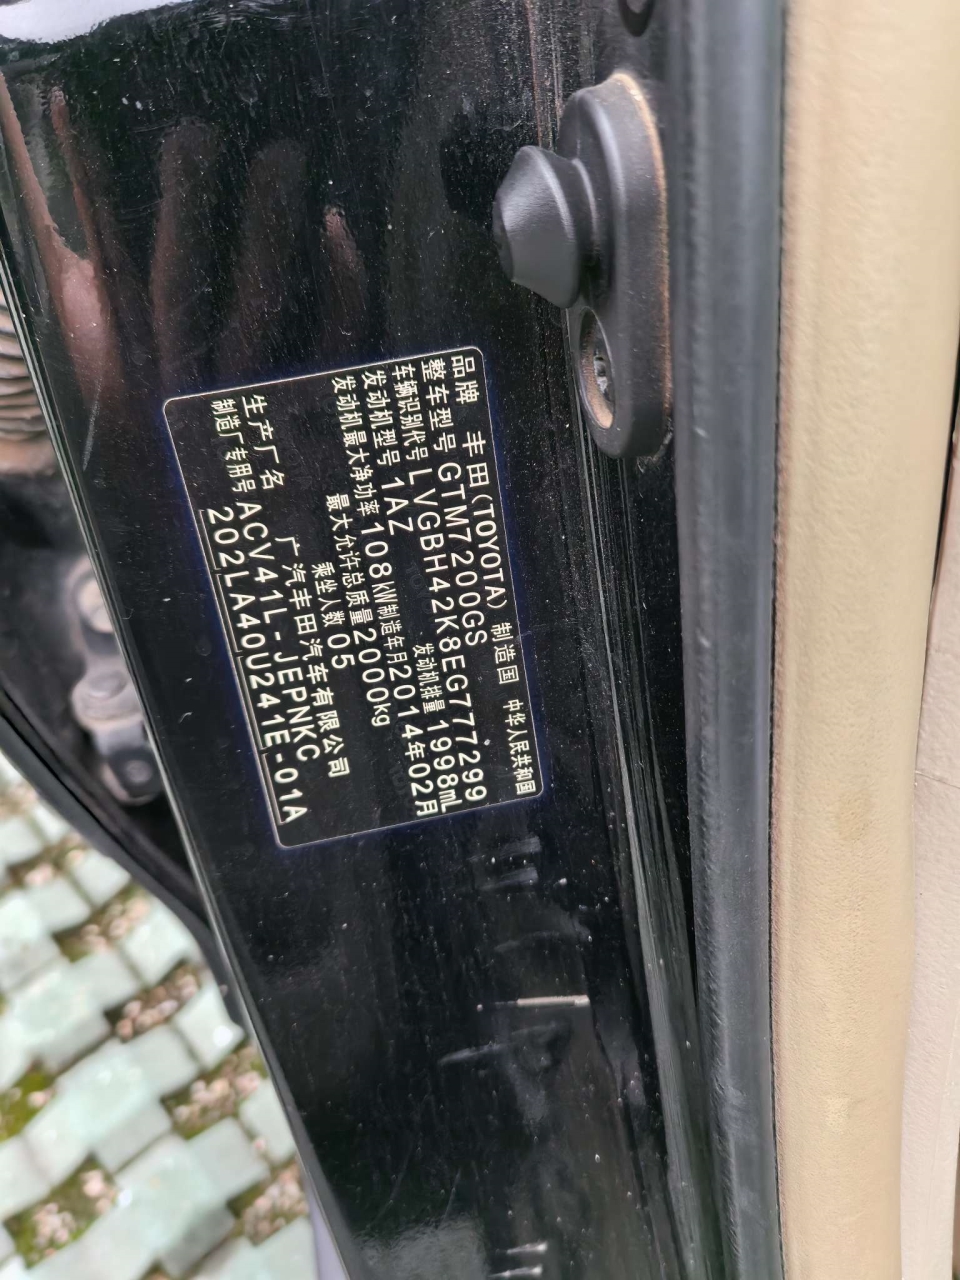 品牌 丰田(TOYOTA) 制造国 中华人民共和国
整车型号 GTM7200GS
车辆识别代号 LVGBH42K8EG777299
发动机型号 1AZ 发动机排量 1998mL
发动机最大净功率 108kW 制造年月 2014年02月
最大允许总质量 2000kg
乘坐人数 05
生产厂名 广汽丰田汽车有限公司
制造厂专用号 ACV41L-JEPNKC
202LA40U241E-01A